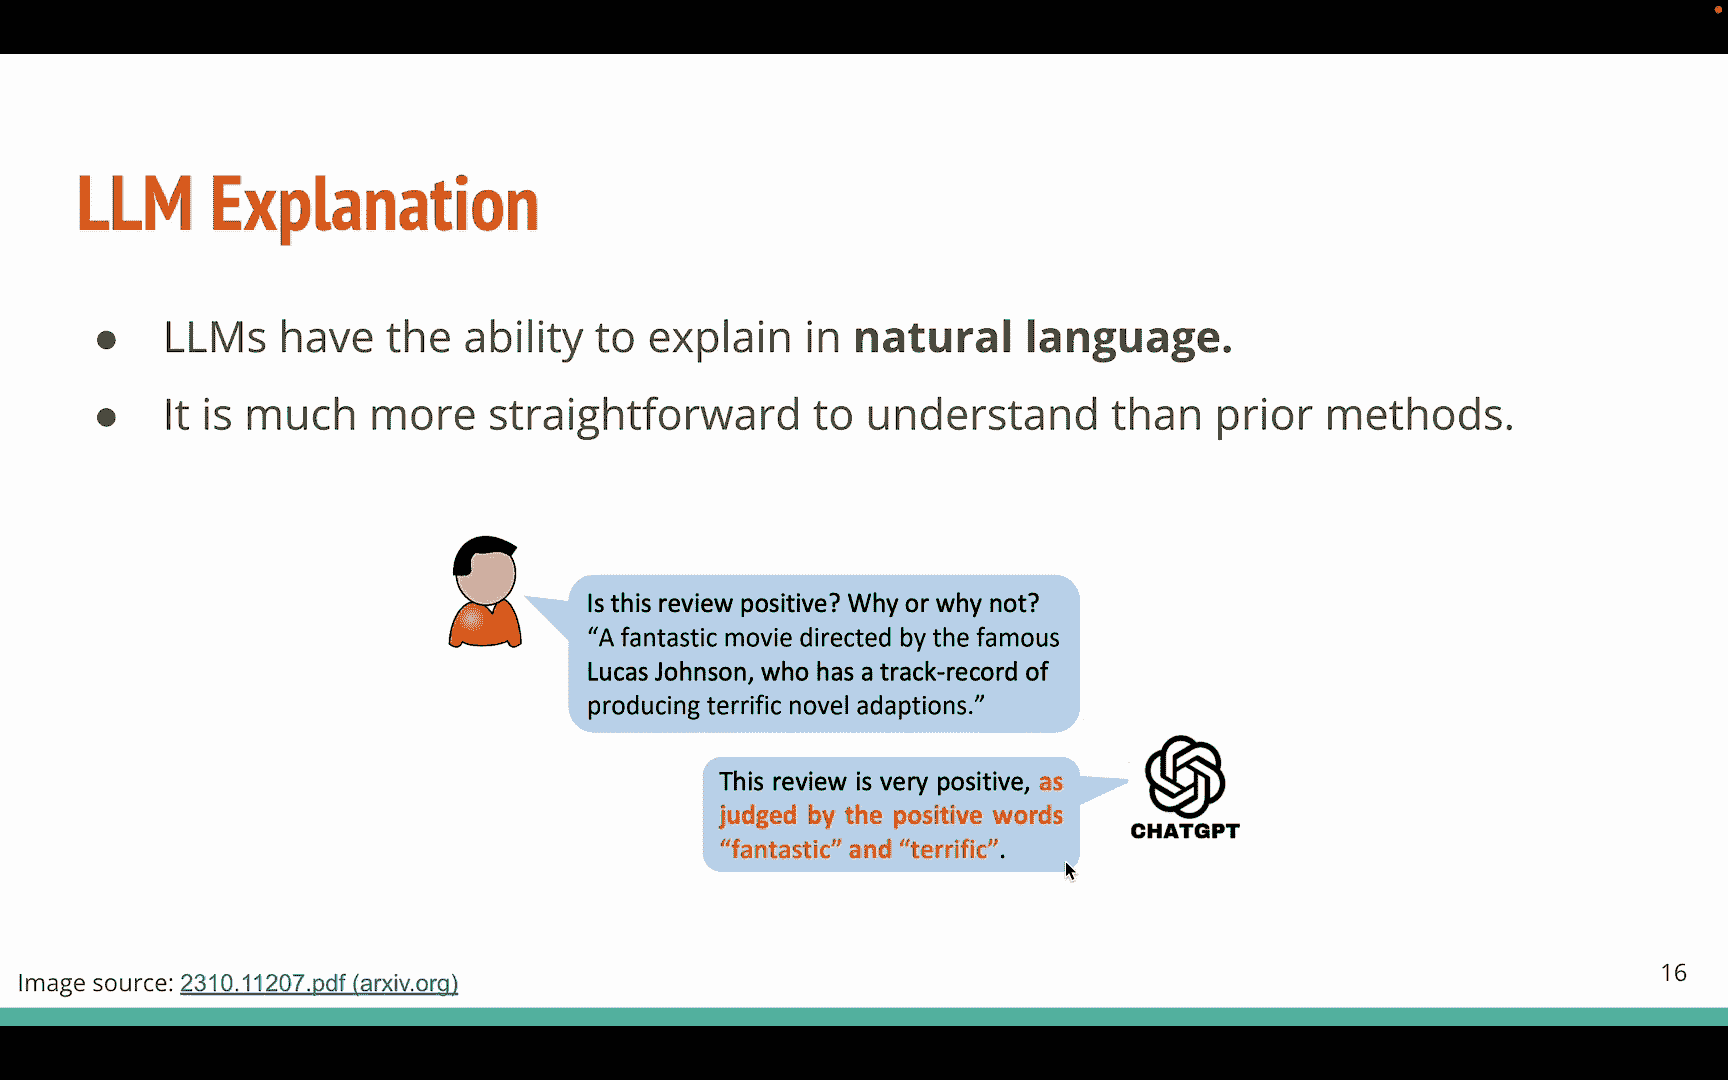 LLM Explanation
● LLMs have the ability to explain in natural language.
● It is much more straightforward to understand than prior methods.
Is this review positive? Why or why not?
“A fantastic movie directed by the famous
Lucas Johnson, who has a track-record of
producing terrific novel adaptions.”
This review is very positive, as
judged by the positive words
“fantastic” and “terrific”.
CHATGPT
Image source: 2310.11207.pdf (arxiv.org)
16